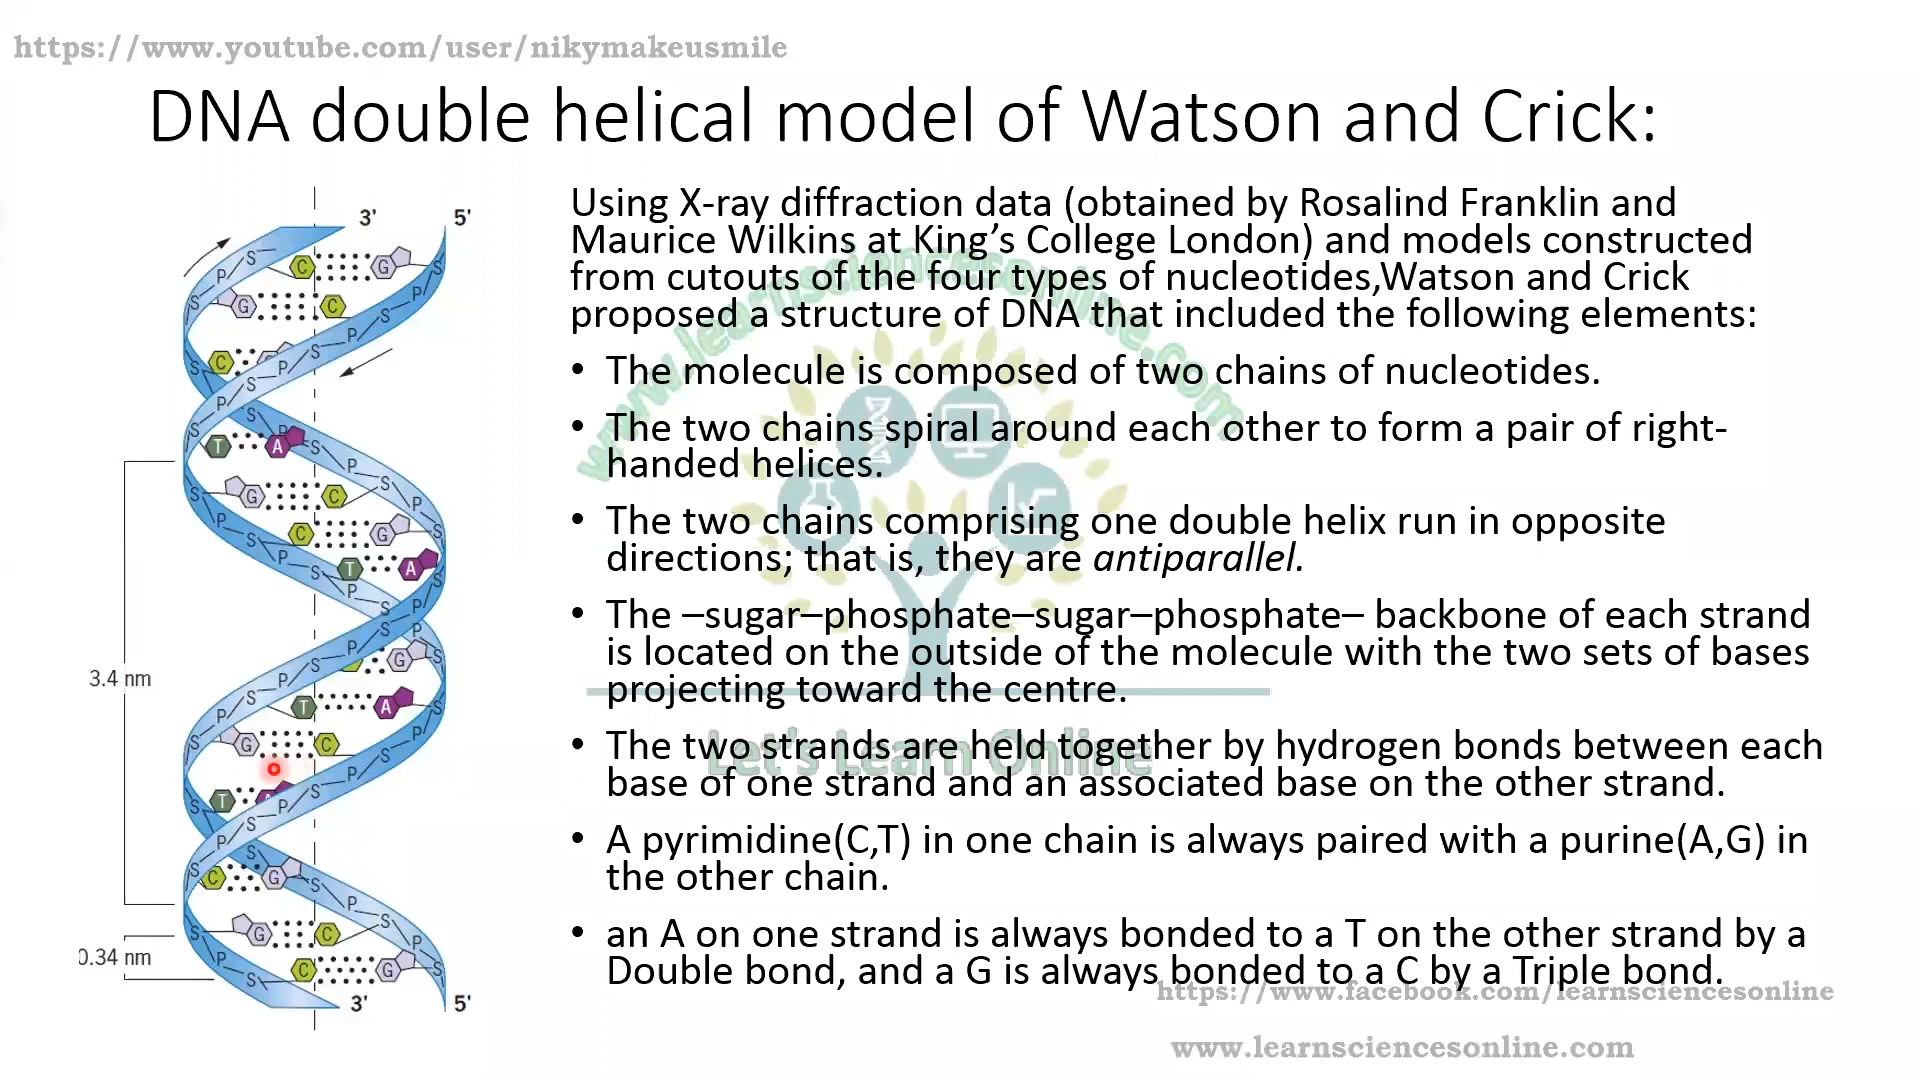 https://www.youtube.com/user/nikymakeusmile
DNA double helical model of Watson and Crick:
Using X-ray diffraction data (obtained by Rosalind Franklin and
Maurice Wilkins at King’s College London) and models constructed
from cutouts of the four types of nucleotides,Watson and Crick
proposed a structure of DNA that included the following elements:
• The molecule is composed of two chains of nucleotides.
• The two chains spiral around each other to form a pair of right-
handed helices.
• The two chains comprising one double helix run in opposite
directions; that is, they are antiparallel.
• The –sugar–phosphate–sugar–phosphate– backbone of each strand
is located on the outside of the molecule with the two sets of bases
projecting toward the centre.
• The two strands are held together by hydrogen bonds between each
base of one strand and an associated base on the other strand.
• A pyrimidine(C,T) in one chain is always paired with a purine(A,G) in
the other chain.
• an A on one strand is always bonded to a T on the other strand by a
Double bond, and a G is always bonded to a C by a Triple bond.
3' 5'
C G
G C
C
T A
G C
C G
T A
G
T A
G C
T A
C G
G C
C G
3.4 nm
0.34 nm
3' 5'
www.learnsciencesonline.com
Let's Learn Online
https://www.facebook.com/learnsciencesonline
www.learnsciencesonline.com